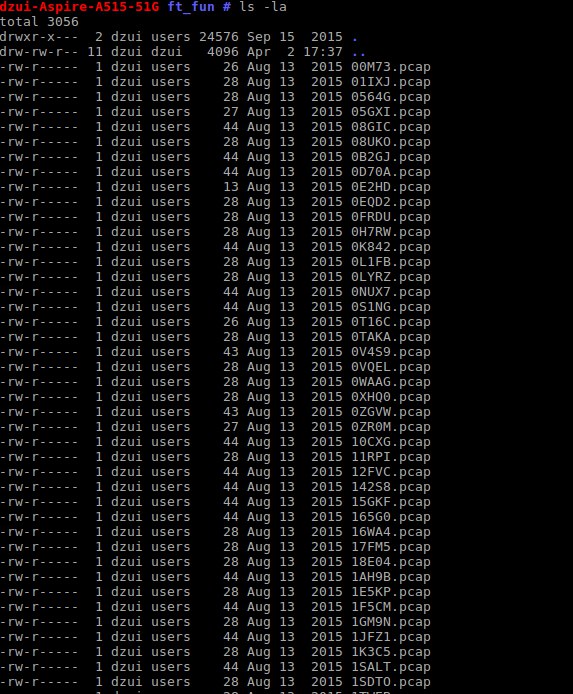 dzui-Aspire-A515-51G ft_fun # ls -la
total 3056
drwxr-x--- 2 dzui users 24576 Sep 15 2015 .
drw-rw-r-- 11 dzui dzui 4096 Apr 2 17:37 ..
-rw-r----- 1 dzui users 26 Aug 13 2015 00M73.pcap
-rw-r----- 1 dzui users 28 Aug 13 2015 01IXJ.pcap
-rw-r----- 1 dzui users 28 Aug 13 2015 0564G.pcap
-rw-r----- 1 dzui users 27 Aug 13 2015 05GXI.pcap
-rw-r----- 1 dzui users 44 Aug 13 2015 08GIC.pcap
-rw-r----- 1 dzui users 28 Aug 13 2015 08UKO.pcap
-rw-r----- 1 dzui users 44 Aug 13 2015 0B2GJ.pcap
-rw-r----- 1 dzui users 44 Aug 13 2015 0D70A.pcap
-rw-r----- 1 dzui users 13 Aug 13 2015 0E2HD.pcap
-rw-r----- 1 dzui users 28 Aug 13 2015 0EQD2.pcap
-rw-r----- 1 dzui users 28 Aug 13 2015 0FRDU.pcap
-rw-r----- 1 dzui users 28 Aug 13 2015 0H7RW.pcap
-rw-r----- 1 dzui users 44 Aug 13 2015 0K842.pcap
-rw-r----- 1 dzui users 28 Aug 13 2015 0L1FB.pcap
-rw-r----- 1 dzui users 28 Aug 13 2015 0LYRZ.pcap
-rw-r----- 1 dzui users 44 Aug 13 2015 0NUX7.pcap
-rw-r----- 1 dzui users 44 Aug 13 2015 0S1NG.pcap
-rw-r----- 1 dzui users 26 Aug 13 2015 0T16C.pcap
-rw-r----- 1 dzui users 28 Aug 13 2015 0TAKA.pcap
-rw-r----- 1 dzui users 43 Aug 13 2015 0V4S9.pcap
-rw-r----- 1 dzui users 28 Aug 13 2015 0VQEL.pcap
-rw-r----- 1 dzui users 28 Aug 13 2015 0WAAG.pcap
-rw-r----- 1 dzui users 28 Aug 13 2015 0XHQ0.pcap
-rw-r----- 1 dzui users 43 Aug 13 2015 0ZGVW.pcap
-rw-r----- 1 dzui users 27 Aug 13 2015 0ZR0M.pcap
-rw-r----- 1 dzui users 44 Aug 13 2015 10CXG.pcap
-rw-r----- 1 dzui users 28 Aug 13 2015 11RPI.pcap
-rw-r----- 1 dzui users 44 Aug 13 2015 12FVC.pcap
-rw-r----- 1 dzui users 28 Aug 13 2015 142S8.pcap
-rw-r----- 1 dzui users 44 Aug 13 2015 15GKF.pcap
-rw-r----- 1 dzui users 44 Aug 13 2015 165G0.pcap
-rw-r----- 1 dzui users 28 Aug 13 2015 16WA4.pcap
-rw-r----- 1 dzui users 28 Aug 13 2015 17FM5.pcap
-rw-r----- 1 dzui users 28 Aug 13 2015 18E04.pcap
-rw-r----- 1 dzui users 44 Aug 13 2015 1AH9B.pcap
-rw-r----- 1 dzui users 28 Aug 13 2015 1E5KP.pcap
-rw-r----- 1 dzui users 44 Aug 13 2015 1F5CM.pcap
-rw-r----- 1 dzui users 28 Aug 13 2015 1GM9N.pcap
-rw-r----- 1 dzui users 44 Aug 13 2015 1JFZ1.pcap
-rw-r----- 1 dzui users 28 Aug 13 2015 1K3C5.pcap
-rw-r----- 1 dzui users 44 Aug 13 2015 1SALT.pcap
-rw-r----- 1 dzui users 28 Aug 13 2015 1SDTO.pcap